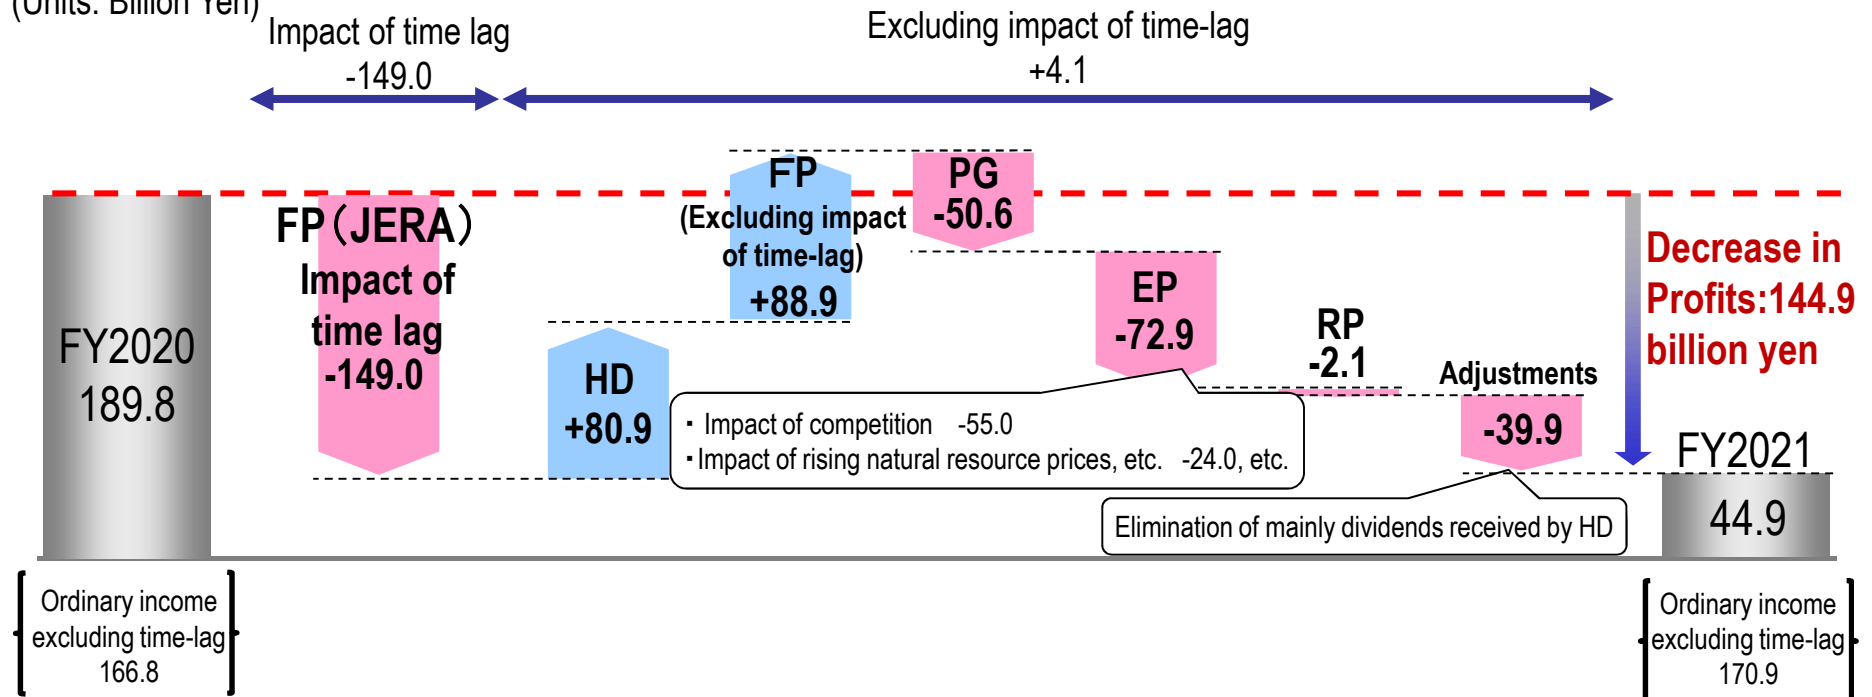 (Units: Billion Yen)
Impact of time lag
-149.0
Excluding impact of time-lag
+4.1
FY2020
189.8
FP(JERA)
Impact of
time lag
-149.0
HD
+80.9
FP
(Excluding impact
of time-lag)
+88.9
PG
-50.6
EP
-72.9
・ Impact of competition -55.0
・Impact of rising natural resource prices, etc. -24.0, etc.
RP
-2.1
Adjustments
-39.9
Elimination of mainly dividends received by HD
Decrease in
Profits:144.9
billion yen
FY2021
44.9
Ordinary income
excluding time-lag
166.8
Ordinary income
excluding time-lag
170.9